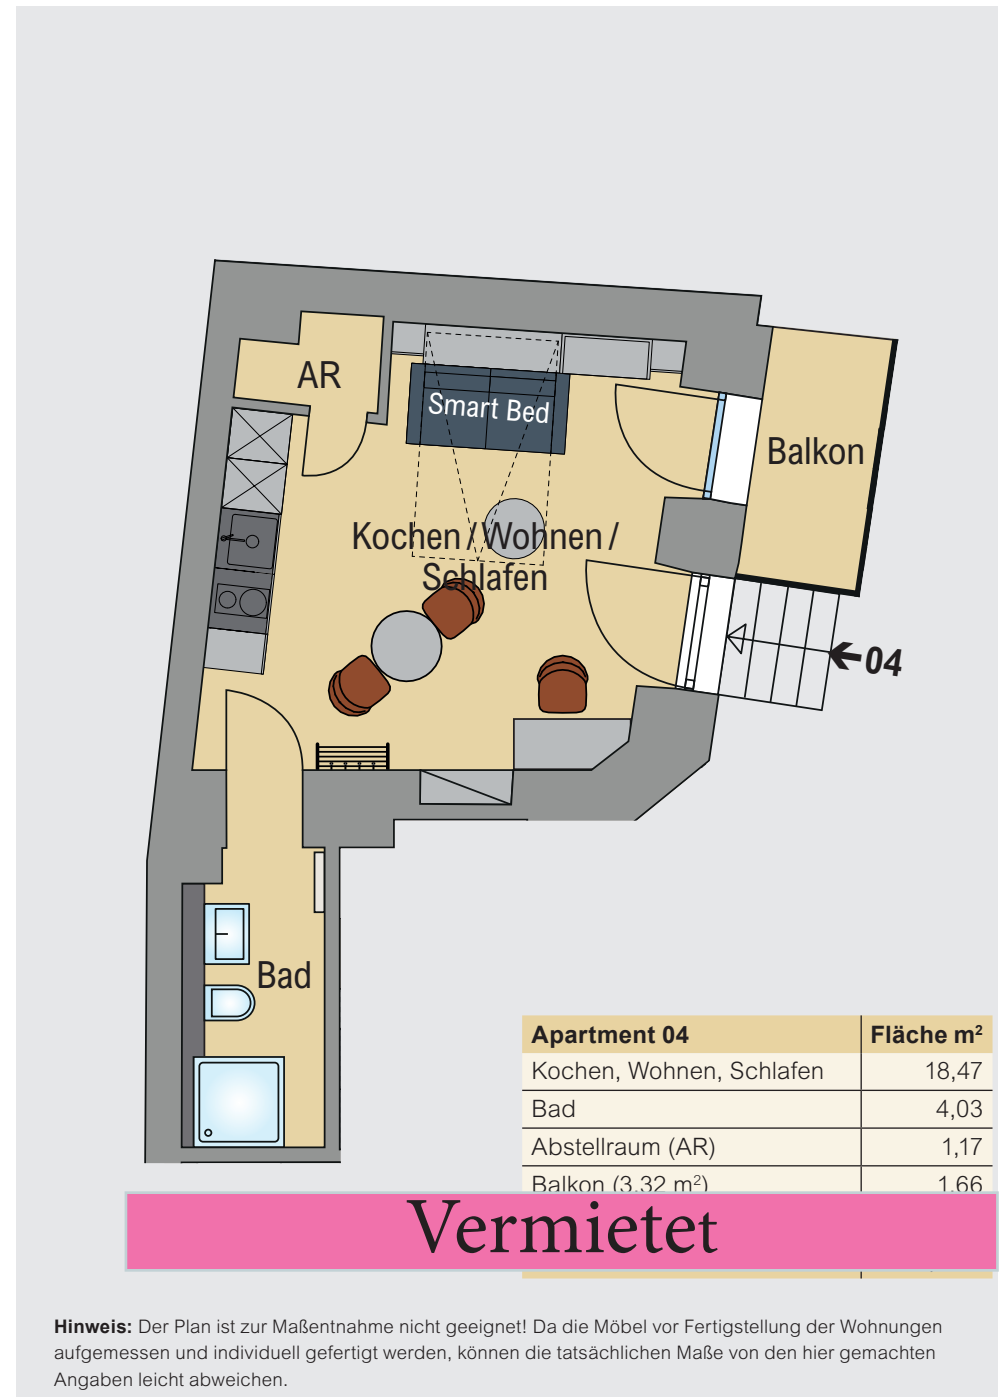 AR
Smart Bed
Balkon
Kochen / Wohnen /
Schlafen
04
Bad
Apartment 04 Fläche m²
Kochen, Wohnen, Schlafen 18,47
Bad 4,03
Abstellraum (AR) 1,17
Balkon (3,32 m²) 1,66
Vermietet
Hinweis: Der Plan ist zur Maßentnahme nicht geeignet! Da die Möbel vor Fertigstellung der Wohnungen
aufgemessen und individuell gefertigt werden, können die tatsächlichen Maße von den hier gemachten
Angaben leicht abweichen.